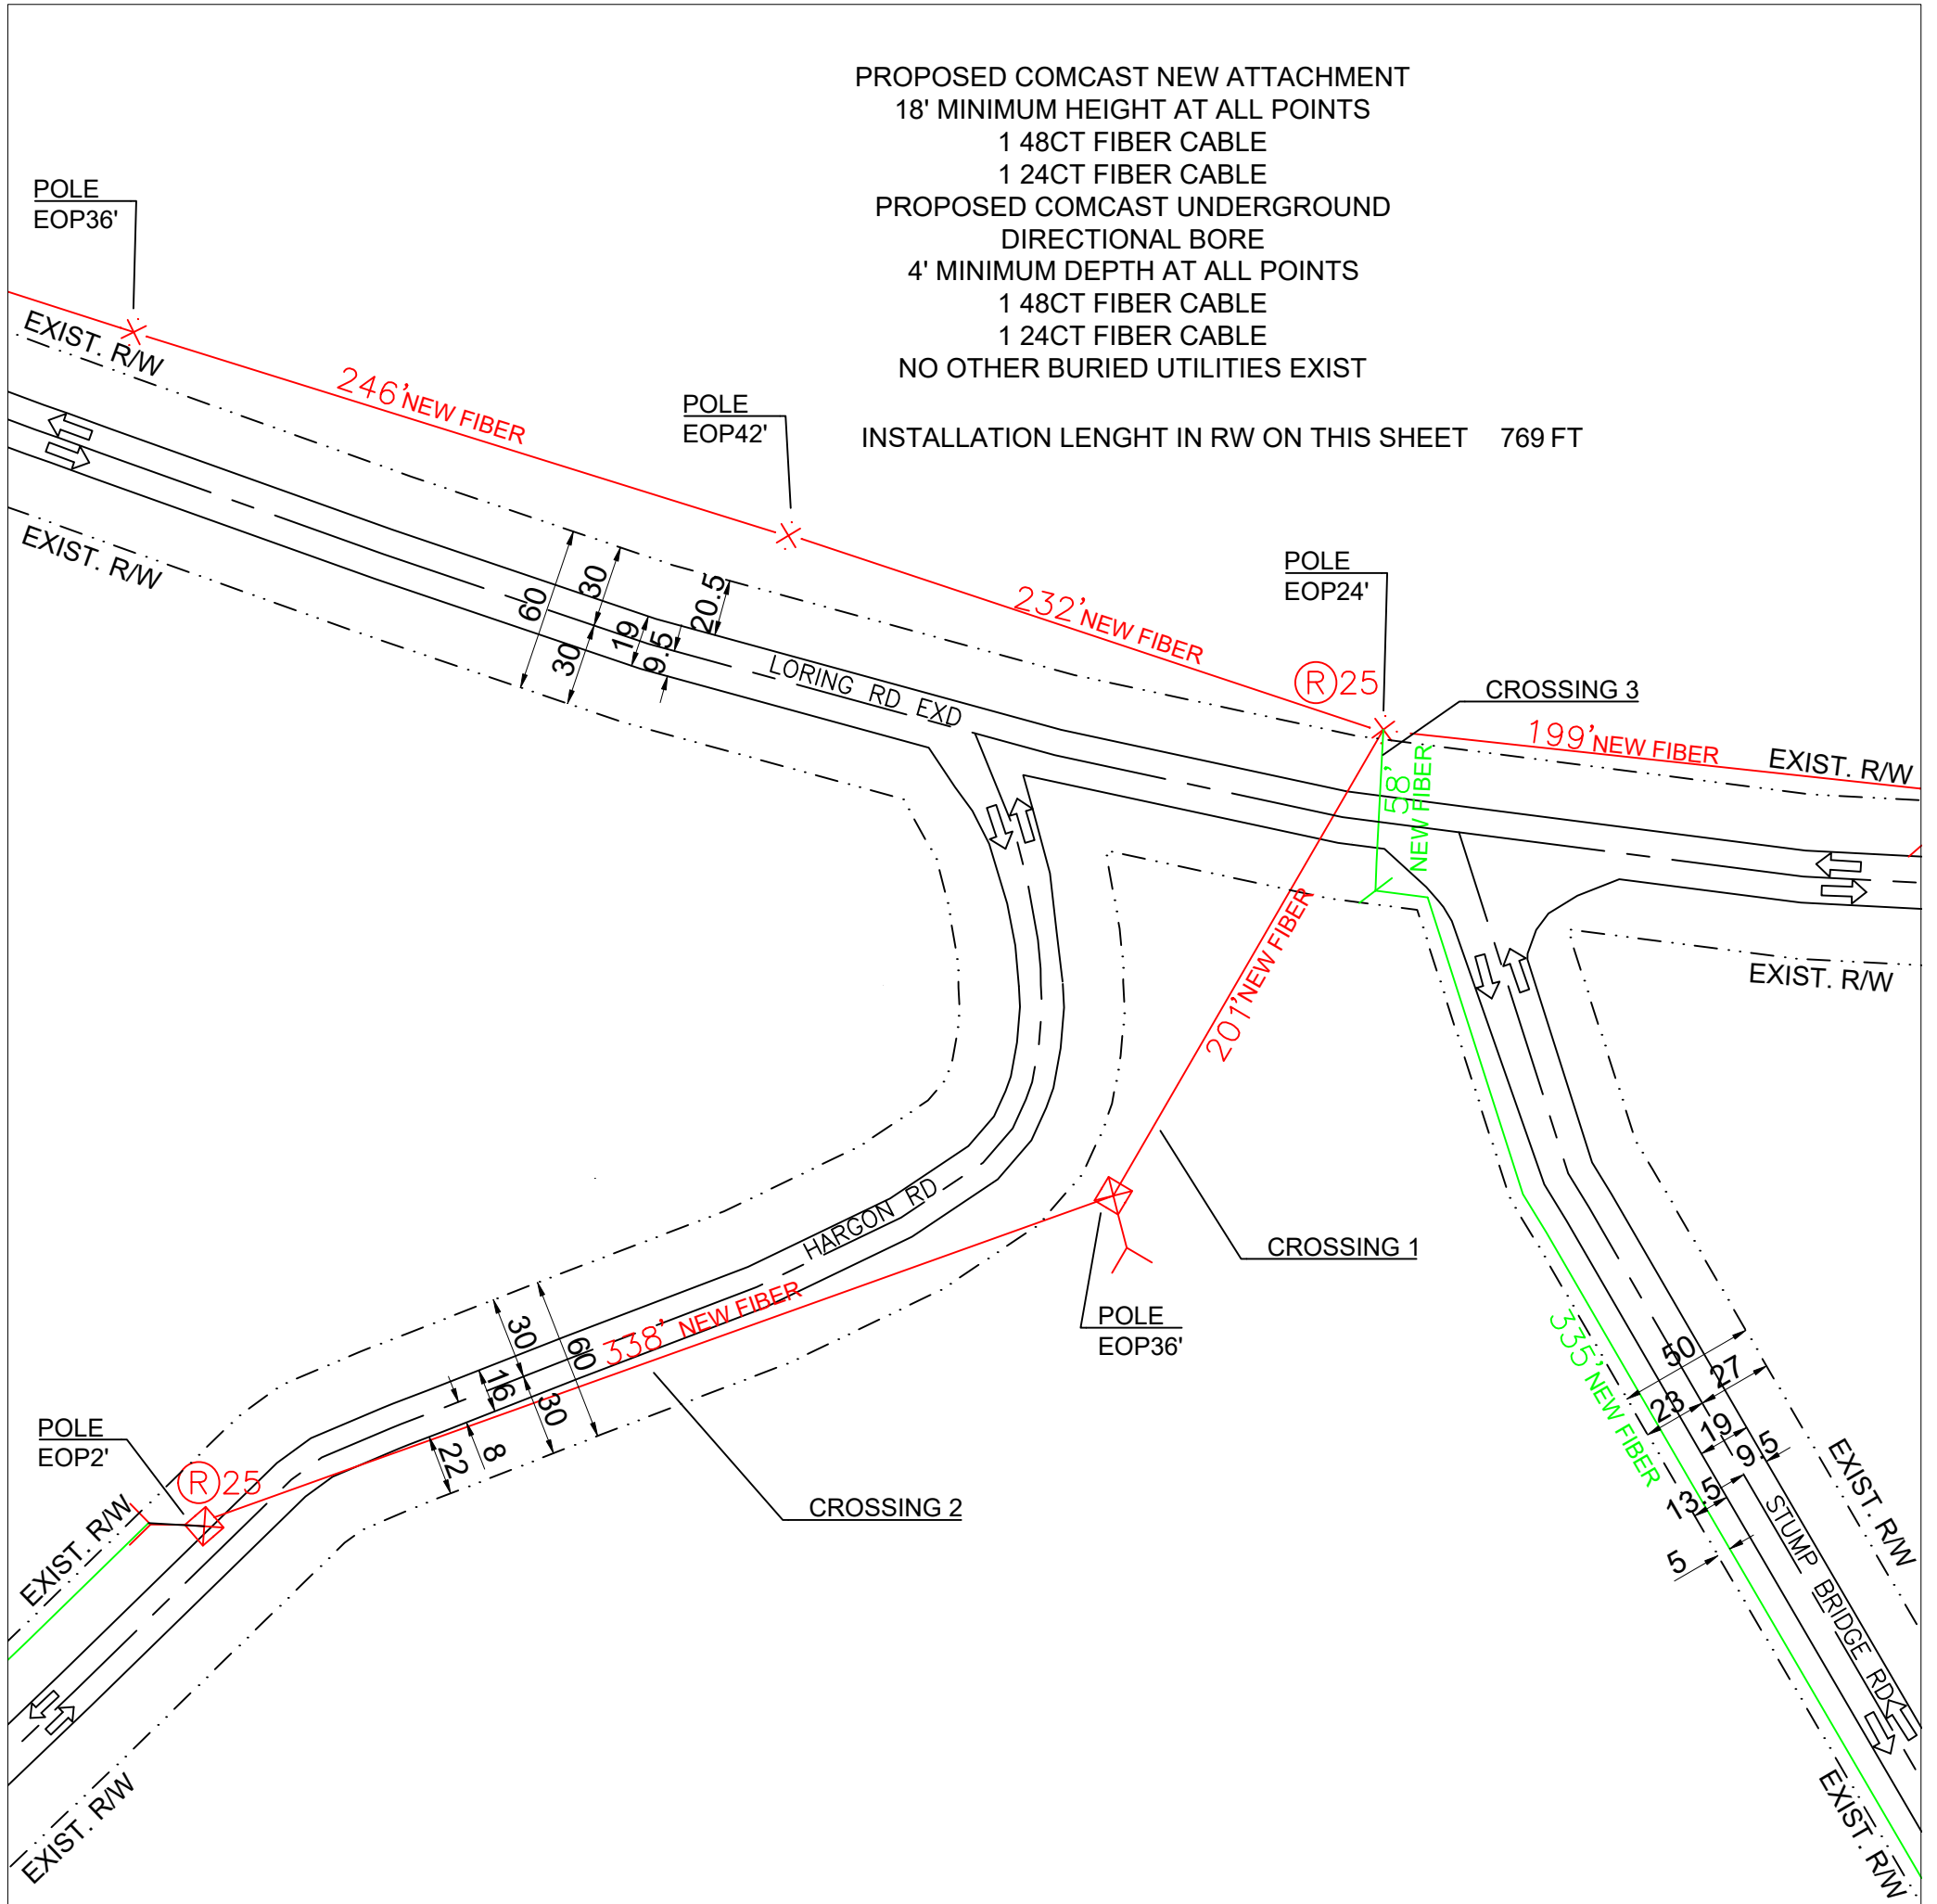 PROPOSED COMCAST NEW ATTACHMENT
18' MINIMUM HEIGHT AT ALL POINTS
1 48CT FIBER CABLE
1 24CT FIBER CABLE
PROPOSED COMCAST UNDERGROUND
DIRECTIONAL BORE
4' MINIMUM DEPTH AT ALL POINTS
1 48CT FIBER CABLE
1 24CT FIBER CABLE
NO OTHER BURIED UTILITIES EXIST
INSTALLATION LENGHT IN RW ON THIS SHEET 769 FT
POLE
EOP36'
EXIST. R/W
246' NEW FIBER
POLE
EOP42'
EXIST. R/W
60
30
30
19
9.5
20.5
LORING RD EXD
232' NEW FIBER
POLE
EOP24'
R 25
CROSSING 3
199' NEW FIBER
EXIST. R/W
58'
NEW FIBER
EXIST. R/W
201' NEW FIBER
HARGON RD
CROSSING 1
POLE
EOP36'
338' NEW FIBER
30
60
16
30
22
8
CROSSING 2
POLE
EOP2'
R 25
EXIST. R/W
EXIST. R/W
335' NEW FIBER
50
27
23
19
9.5
13.5
5
STUMP BRIDGE RD
EXIST. R/W
EXIST. R/W